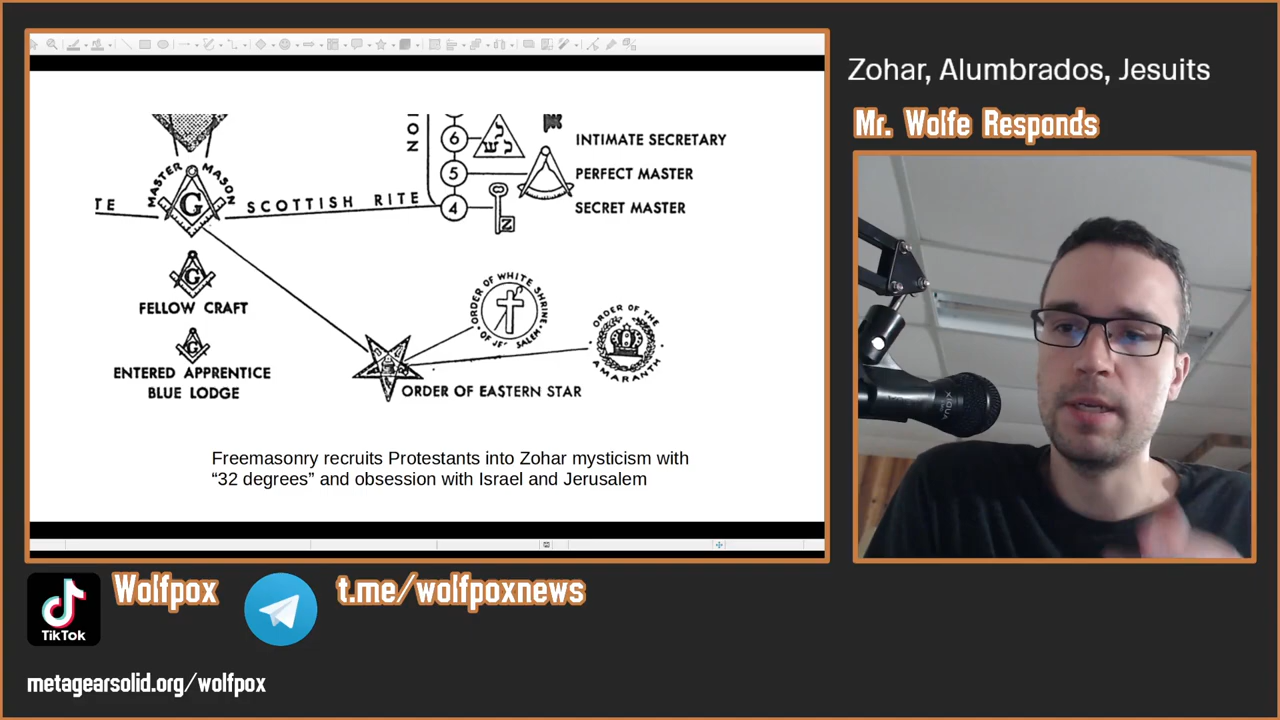 Zohar, Alumbrados, Jesuits
Mr. Wolfe Responds
6
כ
ש
INTIMATE SECRETARY
MASTER MASON
G
5
PERFECT MASTER
TE
SCOTTISH RITE
4
Z
SECRET MASTER
G
FELLOW CRAFT
G
ENTERED APPRENTICE
BLUE LODGE
ORDER OF WHITE SHRINE
ORDER OF THE
AMARANTH
ORDER OF EASTERN STAR
Freemasonry recruits Protestants into Zohar mysticism with
“32 degrees” and obsession with Israel and Jerusalem
XIQUA
TikTok
Wolfpox
t.me/wolfpoxnews
metagearsolid.org/wolfpox